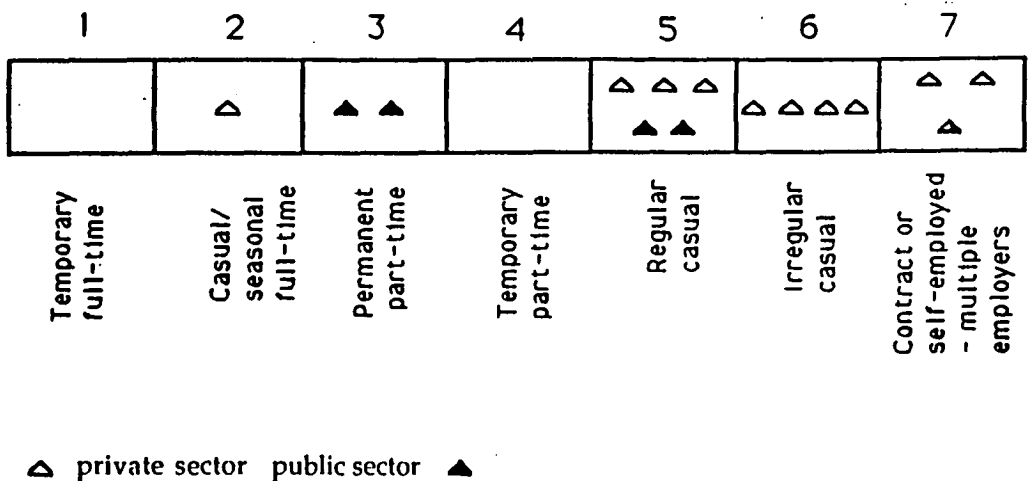 1 2 3 4 5 6 7
Temporary
full-time
Casual/
seasonal
full-time
Permanent
part-time
Temporary
part-time
Regular
casual
Irregular
casual
Contract or
self-employed
- multiple
employers
private sector public sector